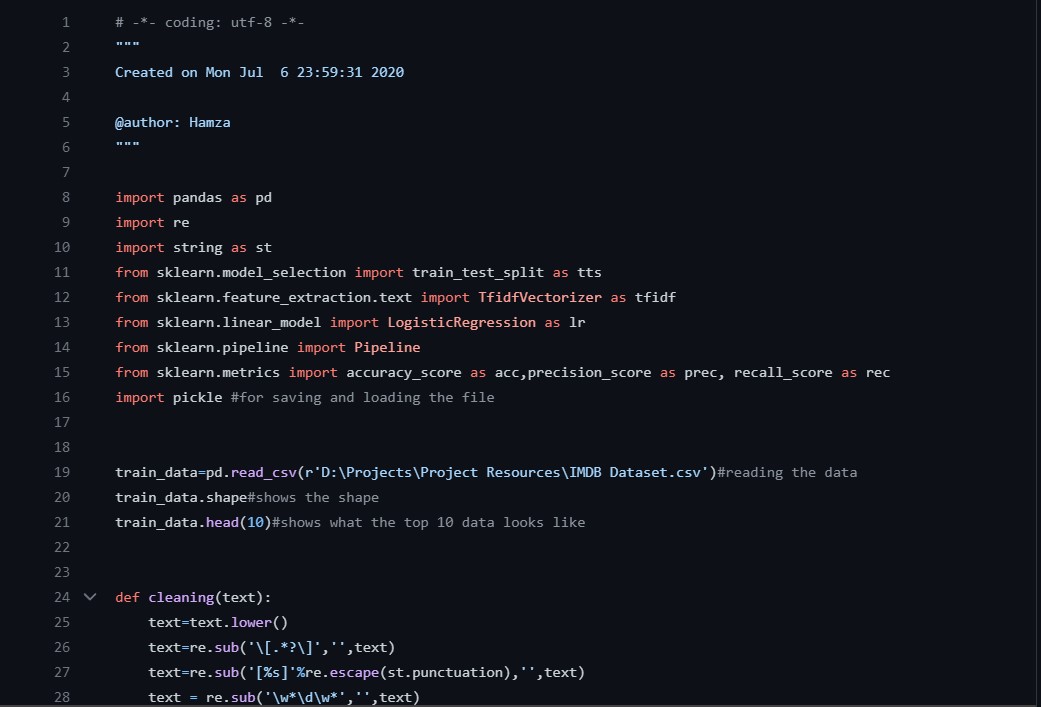 1 # -*- coding: utf-8 -*-
2 """
3 Created on Mon Jul  6 23:59:31 2020
4
5 @author: Hamza
6 """
7
8 import pandas as pd
9 import re
10 import string as st
11 from sklearn.model_selection import train_test_split as tts
12 from sklearn.feature_extraction.text import TfidfVectorizer as tfidf
13 from sklearn.linear_model import LogisticRegression as lr
14 from sklearn.pipeline import Pipeline
15 from sklearn.metrics import accuracy_score as acc,precision_score as prec, recall_score as rec
16 import pickle #for saving and loading the file
17
18
19 train_data=pd.read_csv(r'D:\Projects\Project Resources\IMDB Dataset.csv')#reading the data
20 train_data.shape#shows the shape
21 train_data.head(10)#shows what the top 10 data looks like
22
23
24 def cleaning(text):
25     text=text.lower()
26     text=re.sub('\[.*?\]','',text)
27     text=re.sub('[%s]'%re.escape(st.punctuation),'',text)
28     text = re.sub('\w*\d\w*','',text)